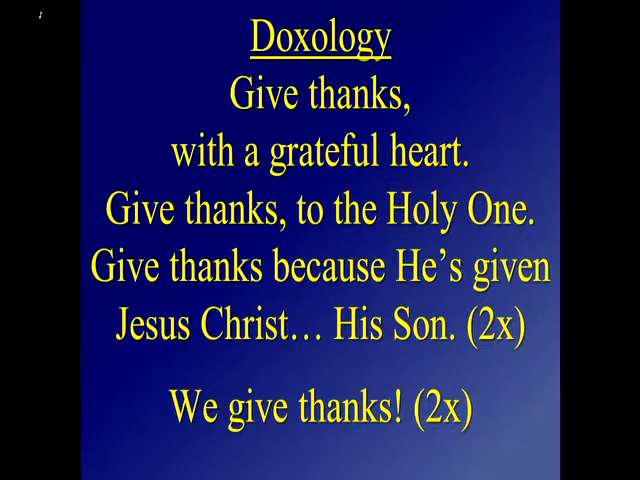 Doxology
Give thanks,
with a grateful heart.
Give thanks, to the Holy One.
Give thanks because He’s given
Jesus Christ… His Son. (2x)
We give thanks! (2x)